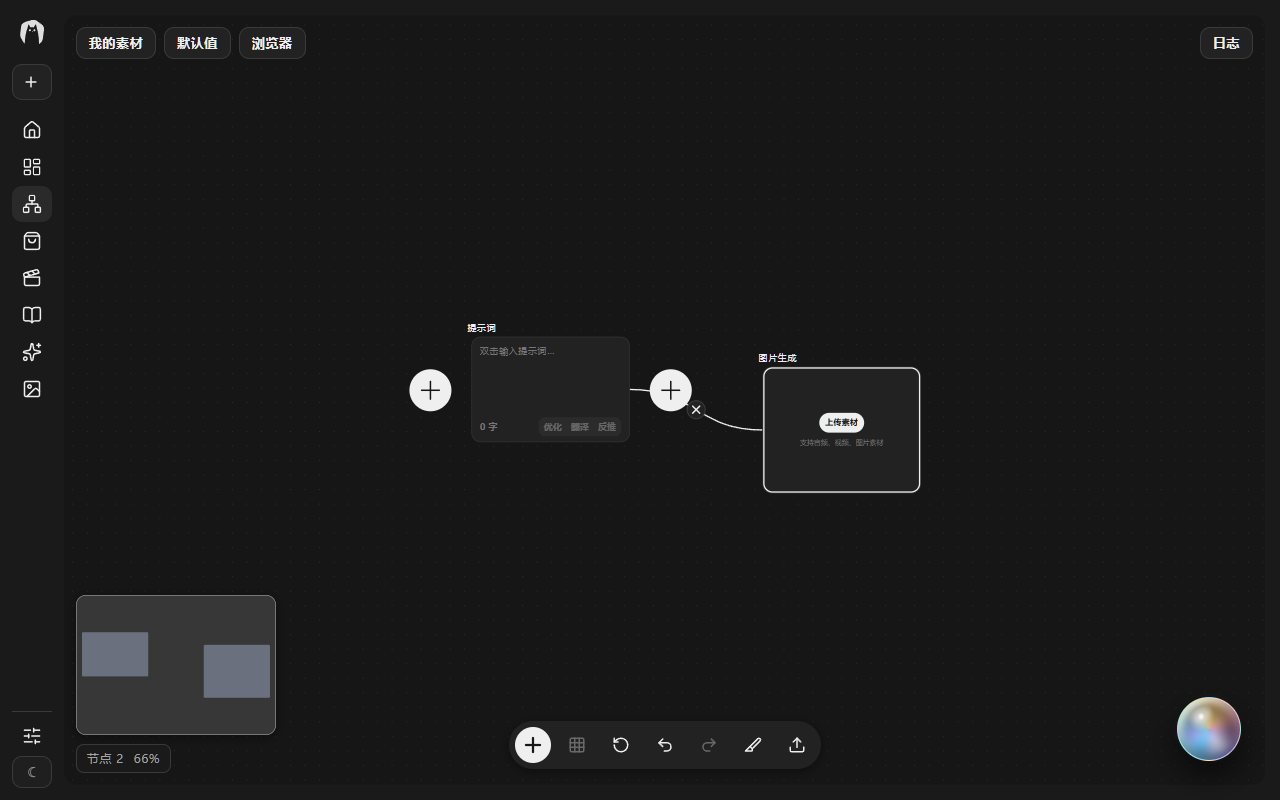 我的素材
默认值
浏览器
日志
提示词
双击输入提示词...
0 字
优化
翻译
反推
图片生成
上传素材
支持音频、视频、图片素材
节点 2
66%